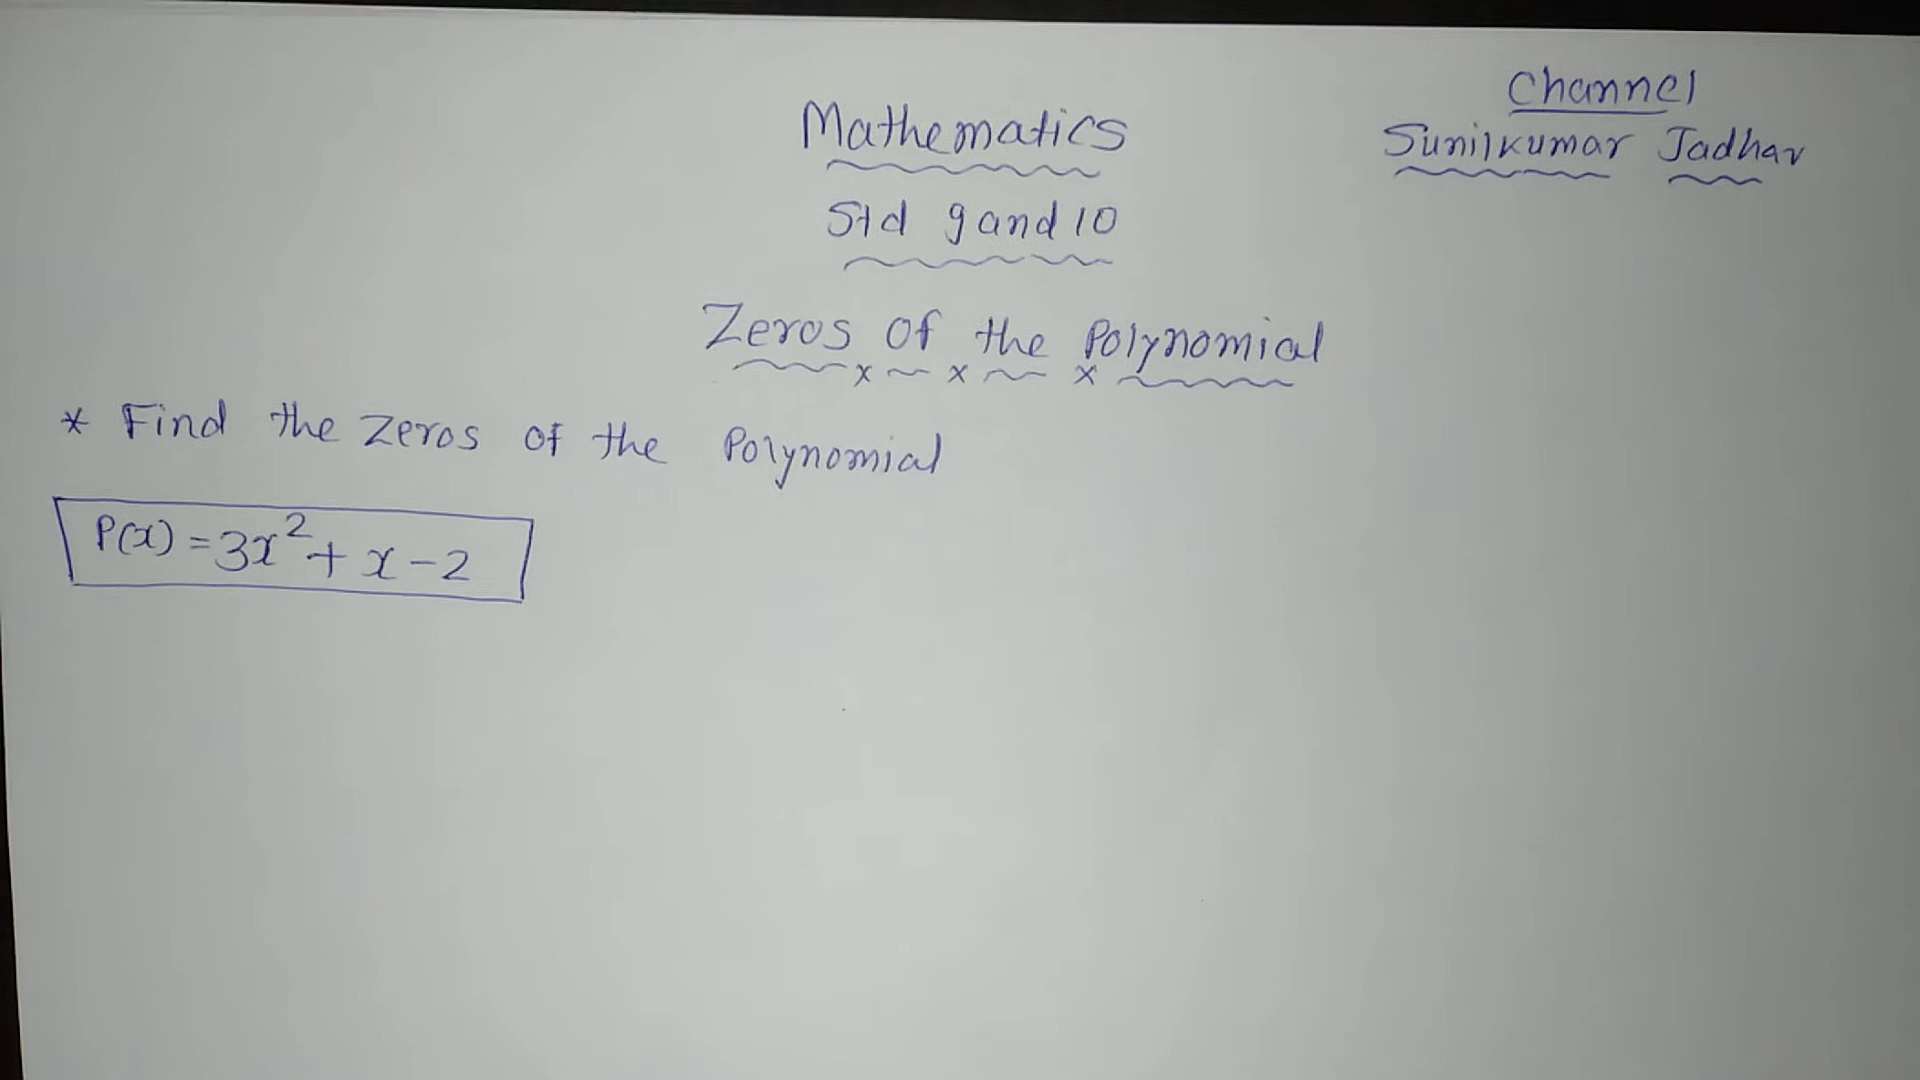 Channel
Mathematics
Sunilkumar Jadhav
Std 9 and 10
Zeros of the Polynomial
* Find the zeros of the Polynomial
P(x) = 3x² + x - 2